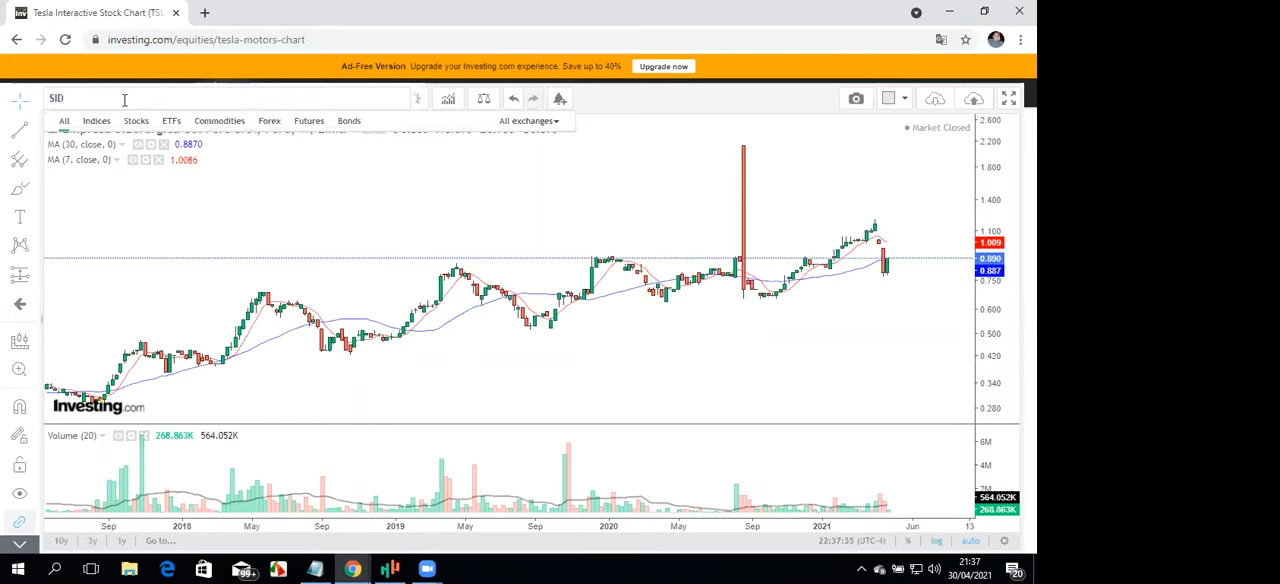 Tesla Interactive Stock Chart (TSL
investing.com/equities/tesla-motors-chart
Ad-Free Version. Upgrade your Investing.com experience. Save up to 40% Upgrade now
SID
All Indices Stocks ETFs Commodities Forex Futures Bonds All exchanges
Market Closed
MA (30, close, 0) 0.8870
MA (7, close, 0) 1.0086
2.600
2.200
1.800
1.400
1.100
1.009
0.890
0.887
0.750
0.600
0.500
0.420
0.340
0.280
Investing.com
Volume (20) 268.863K 564.052K
6M
4M
564.052K
268.863K
Sep 2018 May Sep 2019 May Sep 2020 May Sep 2021 Jun 13
10y 3y 1y Go to... 22:37:35 (UTC-4) % log auto
99+
21:37
30/04/2021
20